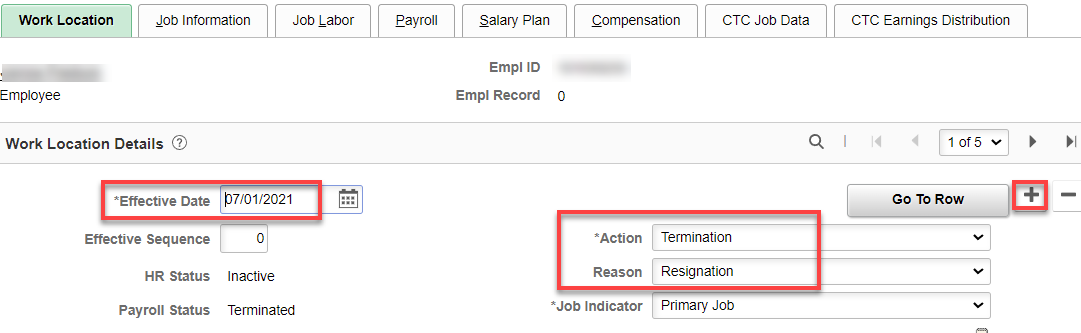 Work Location Job Information Job Labor Payroll Salary Plan Compensation CTC Job Data CTC Earnings Distribution
Empl ID
Employee Empl Record 0
Work Location Details ? 1 of 5
*Effective Date 07/01/2021 Go To Row
Effective Sequence 0 *Action Termination
HR Status Inactive Reason Resignation
Payroll Status Terminated *Job Indicator Primary Job